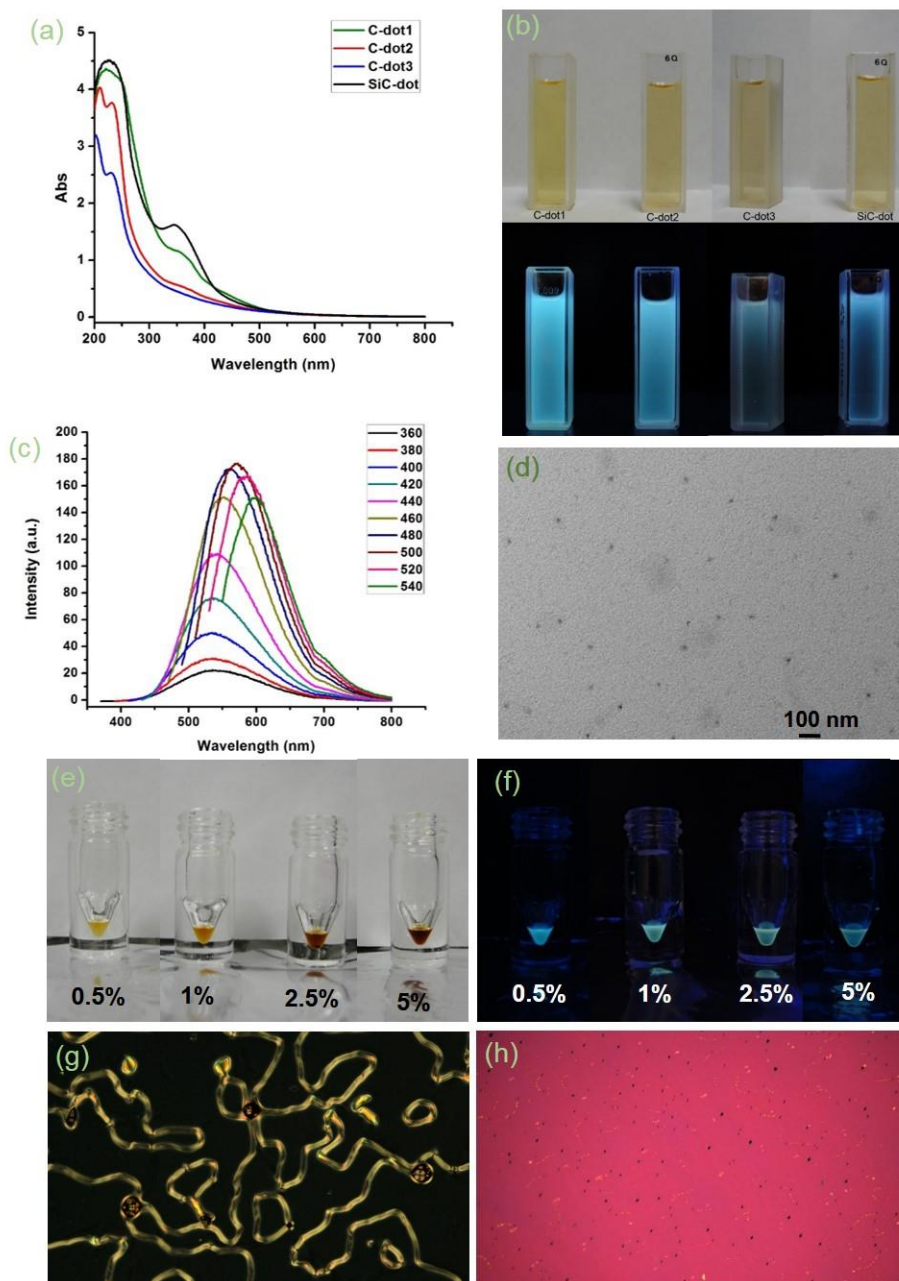 (a)
C-dot1
C-dot2
C-dot3
SiC-dot
5
4
3
2
1
0
Abs
200 300 400 500 600 700 800
Wavelength (nm)
(b)
6Q
6Q
C-dot1 C-dot2 C-dot3 SiC-dot
(c)
200
180
160
140
120
100
80
60
40
20
0
Intensity (a.u.)
360
380
400
420
440
460
480
500
520
540
400 500 600 700 800
Wavelength (nm)
(d)
100 nm
(e)
0.5% 1% 2.5% 5%
(f)
0.5% 1% 2.5% 5%
(g)
(h)